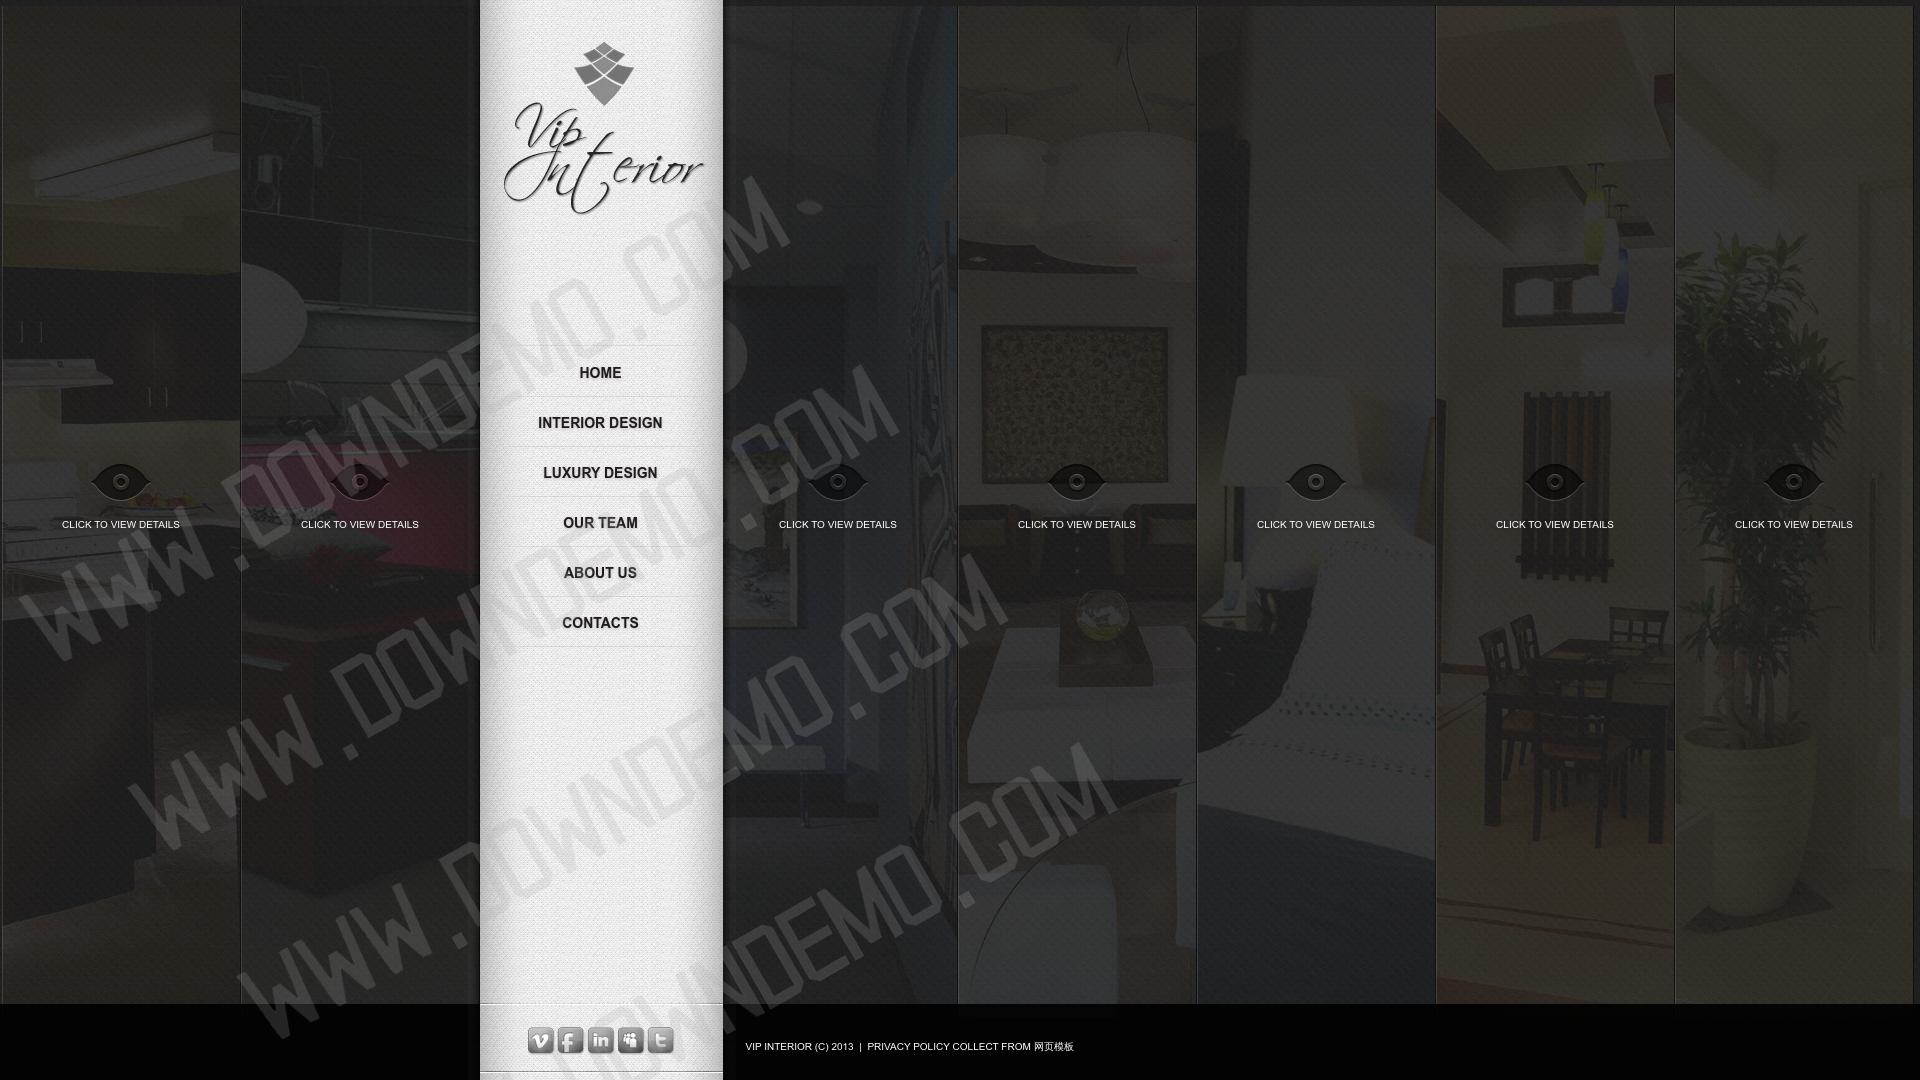 Vip
Interior
HOME
INTERIOR DESIGN
LUXURY DESIGN
OUR TEAM
ABOUT US
CONTACTS
CLICK TO VIEW DETAILS
CLICK TO VIEW DETAILS
CLICK TO VIEW DETAILS
CLICK TO VIEW DETAILS
CLICK TO VIEW DETAILS
CLICK TO VIEW DETAILS
CLICK TO VIEW DETAILS
WWW.DOWNDEMO.COM
WWW.DOWNDEMO.COM
WWW.DOWNDEMO.COM
DOWNDEMO.COM
VIP INTERIOR (C) 2013 | PRIVACY POLICY COLLECT FROM 网页模板